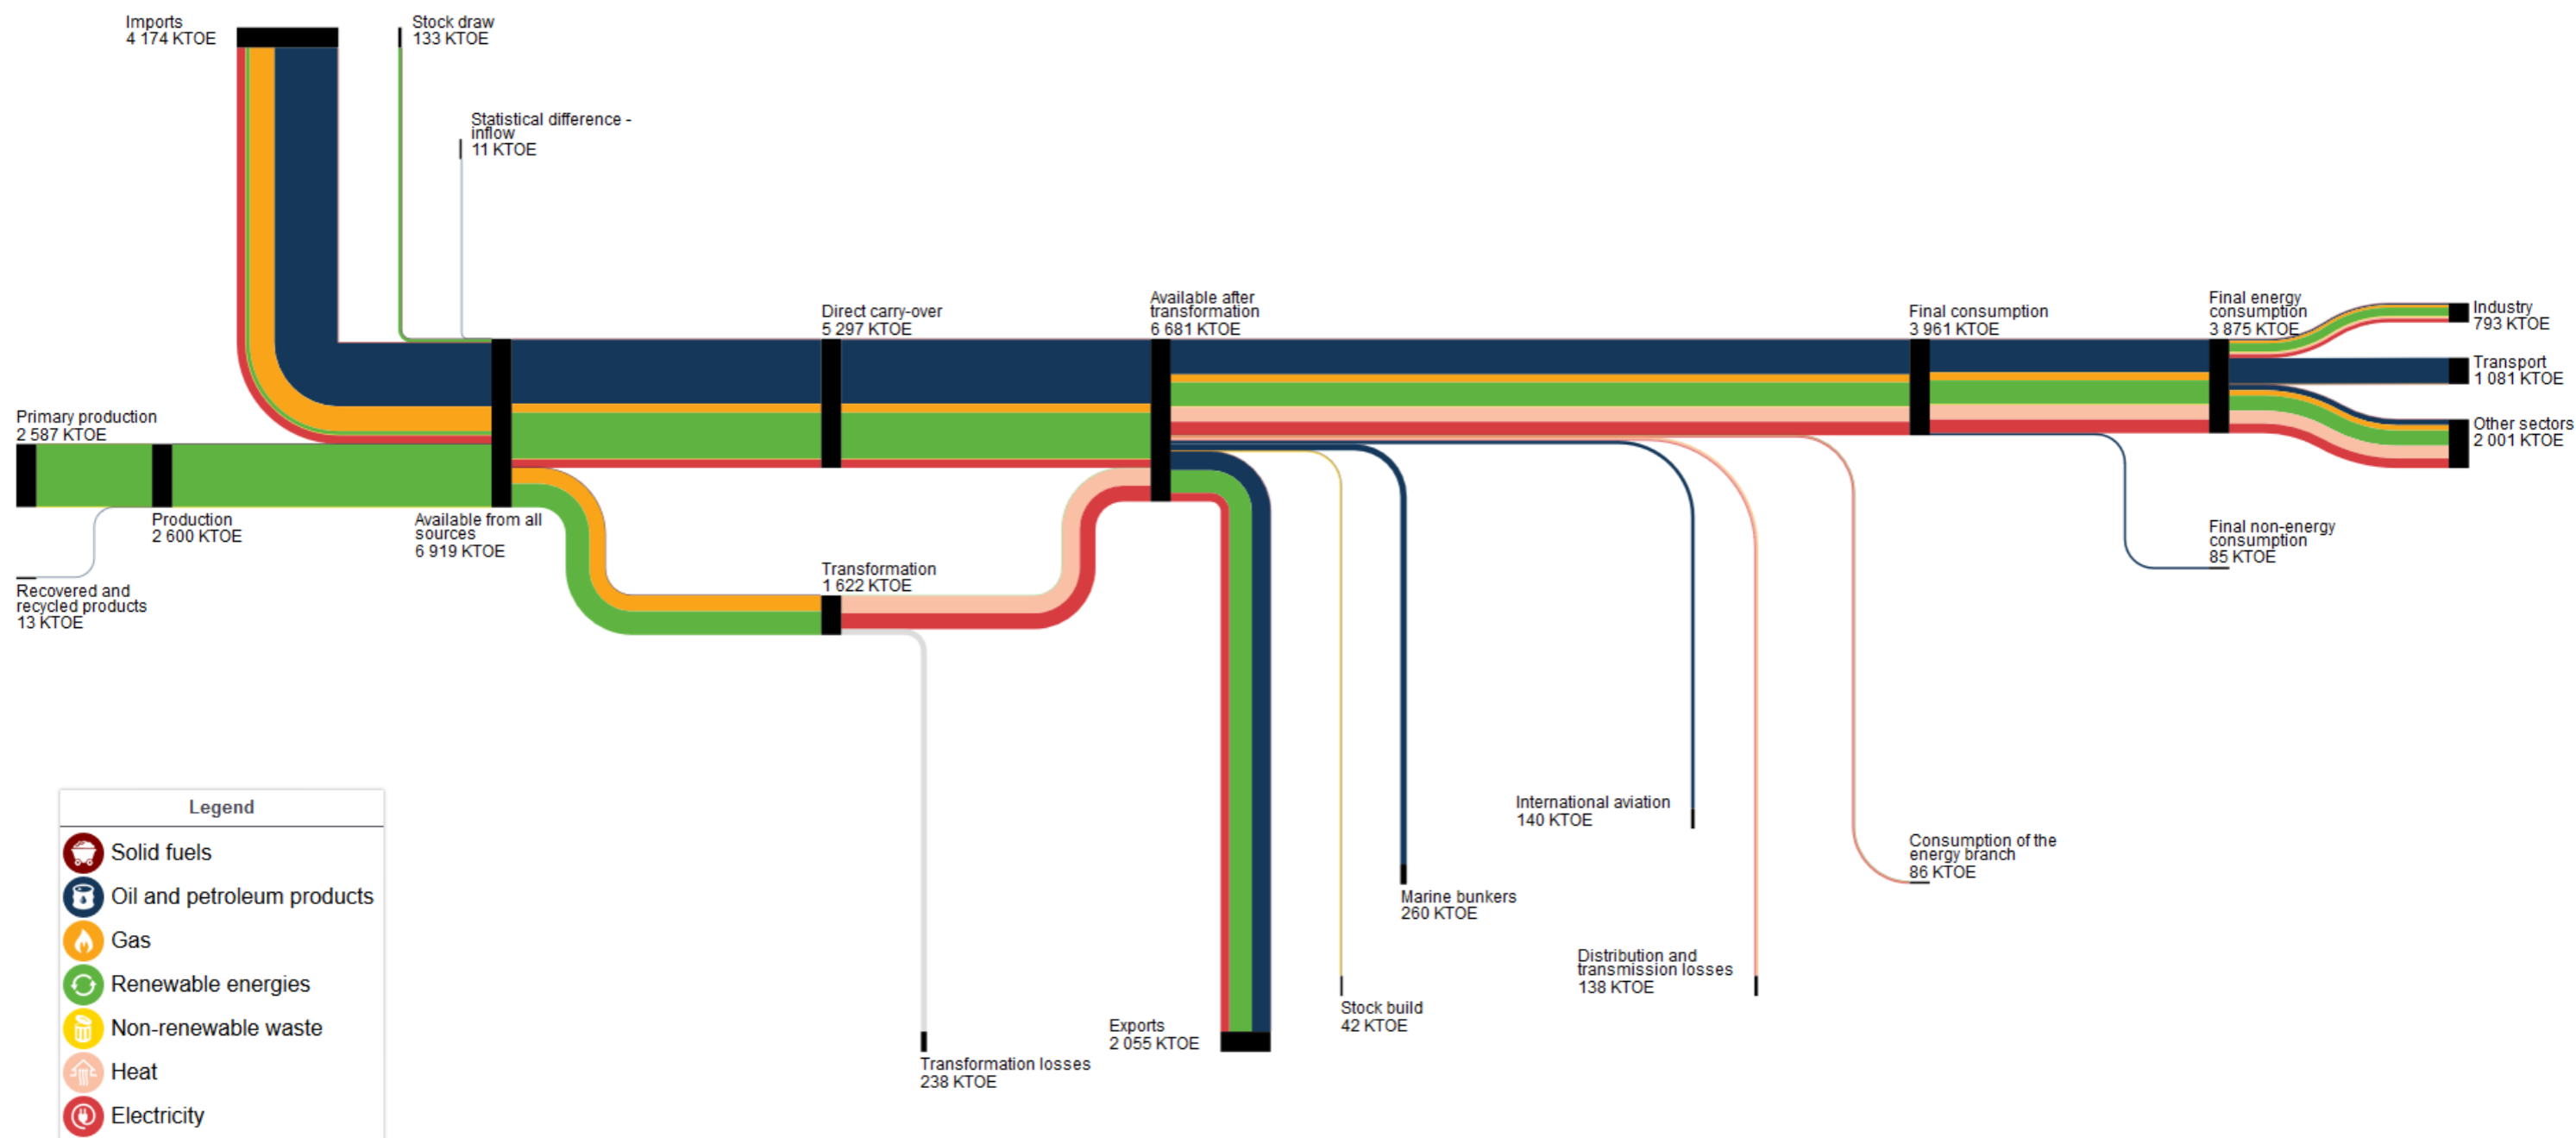 Imports
4 174 KTOE
Stock draw
133 KTOE
Statistical difference -
inflow
11 KTOE
Primary production
2 587 KTOE
Production
2 600 KTOE
Recovered and
recycled products
13 KTOE
Available from all
sources
6 919 KTOE
Direct carry-over
5 297 KTOE
Transformation
1 622 KTOE
Transformation losses
238 KTOE
Available after
transformation
6 681 KTOE
Exports
2 055 KTOE
Stock build
42 KTOE
Marine bunkers
260 KTOE
International aviation
140 KTOE
Distribution and
transmission losses
138 KTOE
Consumption of the
energy branch
86 KTOE
Final consumption
3 961 KTOE
Final energy
consumption
3 875 KTOE
Final non-energy
consumption
85 KTOE
Industry
793 KTOE
Transport
1 081 KTOE
Other sectors
2 001 KTOE
Legend
Solid fuels
Oil and petroleum products
Gas
Renewable energies
Non-renewable waste
Heat
Electricity